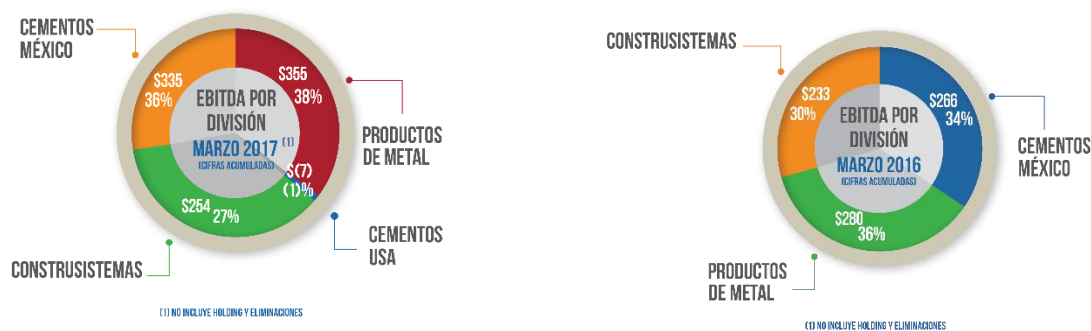 CEMENTOS
MÉXICO
$335
36%
$355
38%
EBITDA POR
DIVISIÓN
MARZO 2017 (1)
(CIFRAS ACUMULADAS)
$(7)
(1)%
PRODUCTOS
DE METAL
$254
27%
CEMENTOS
USA
CONSTRUSISTEMAS
(1) NO INCLUYE HOLDING Y ELIMINACIONES
CONSTRUSISTEMAS
$233
30%
$266
34%
EBITDA POR
DIVISIÓN
MARZO 2016
(CIFRAS ACUMULADAS)
CEMENTOS
MÉXICO
$280
36%
PRODUCTOS
DE METAL
(1) NO INCLUYE HOLDING Y ELIMINACIONES